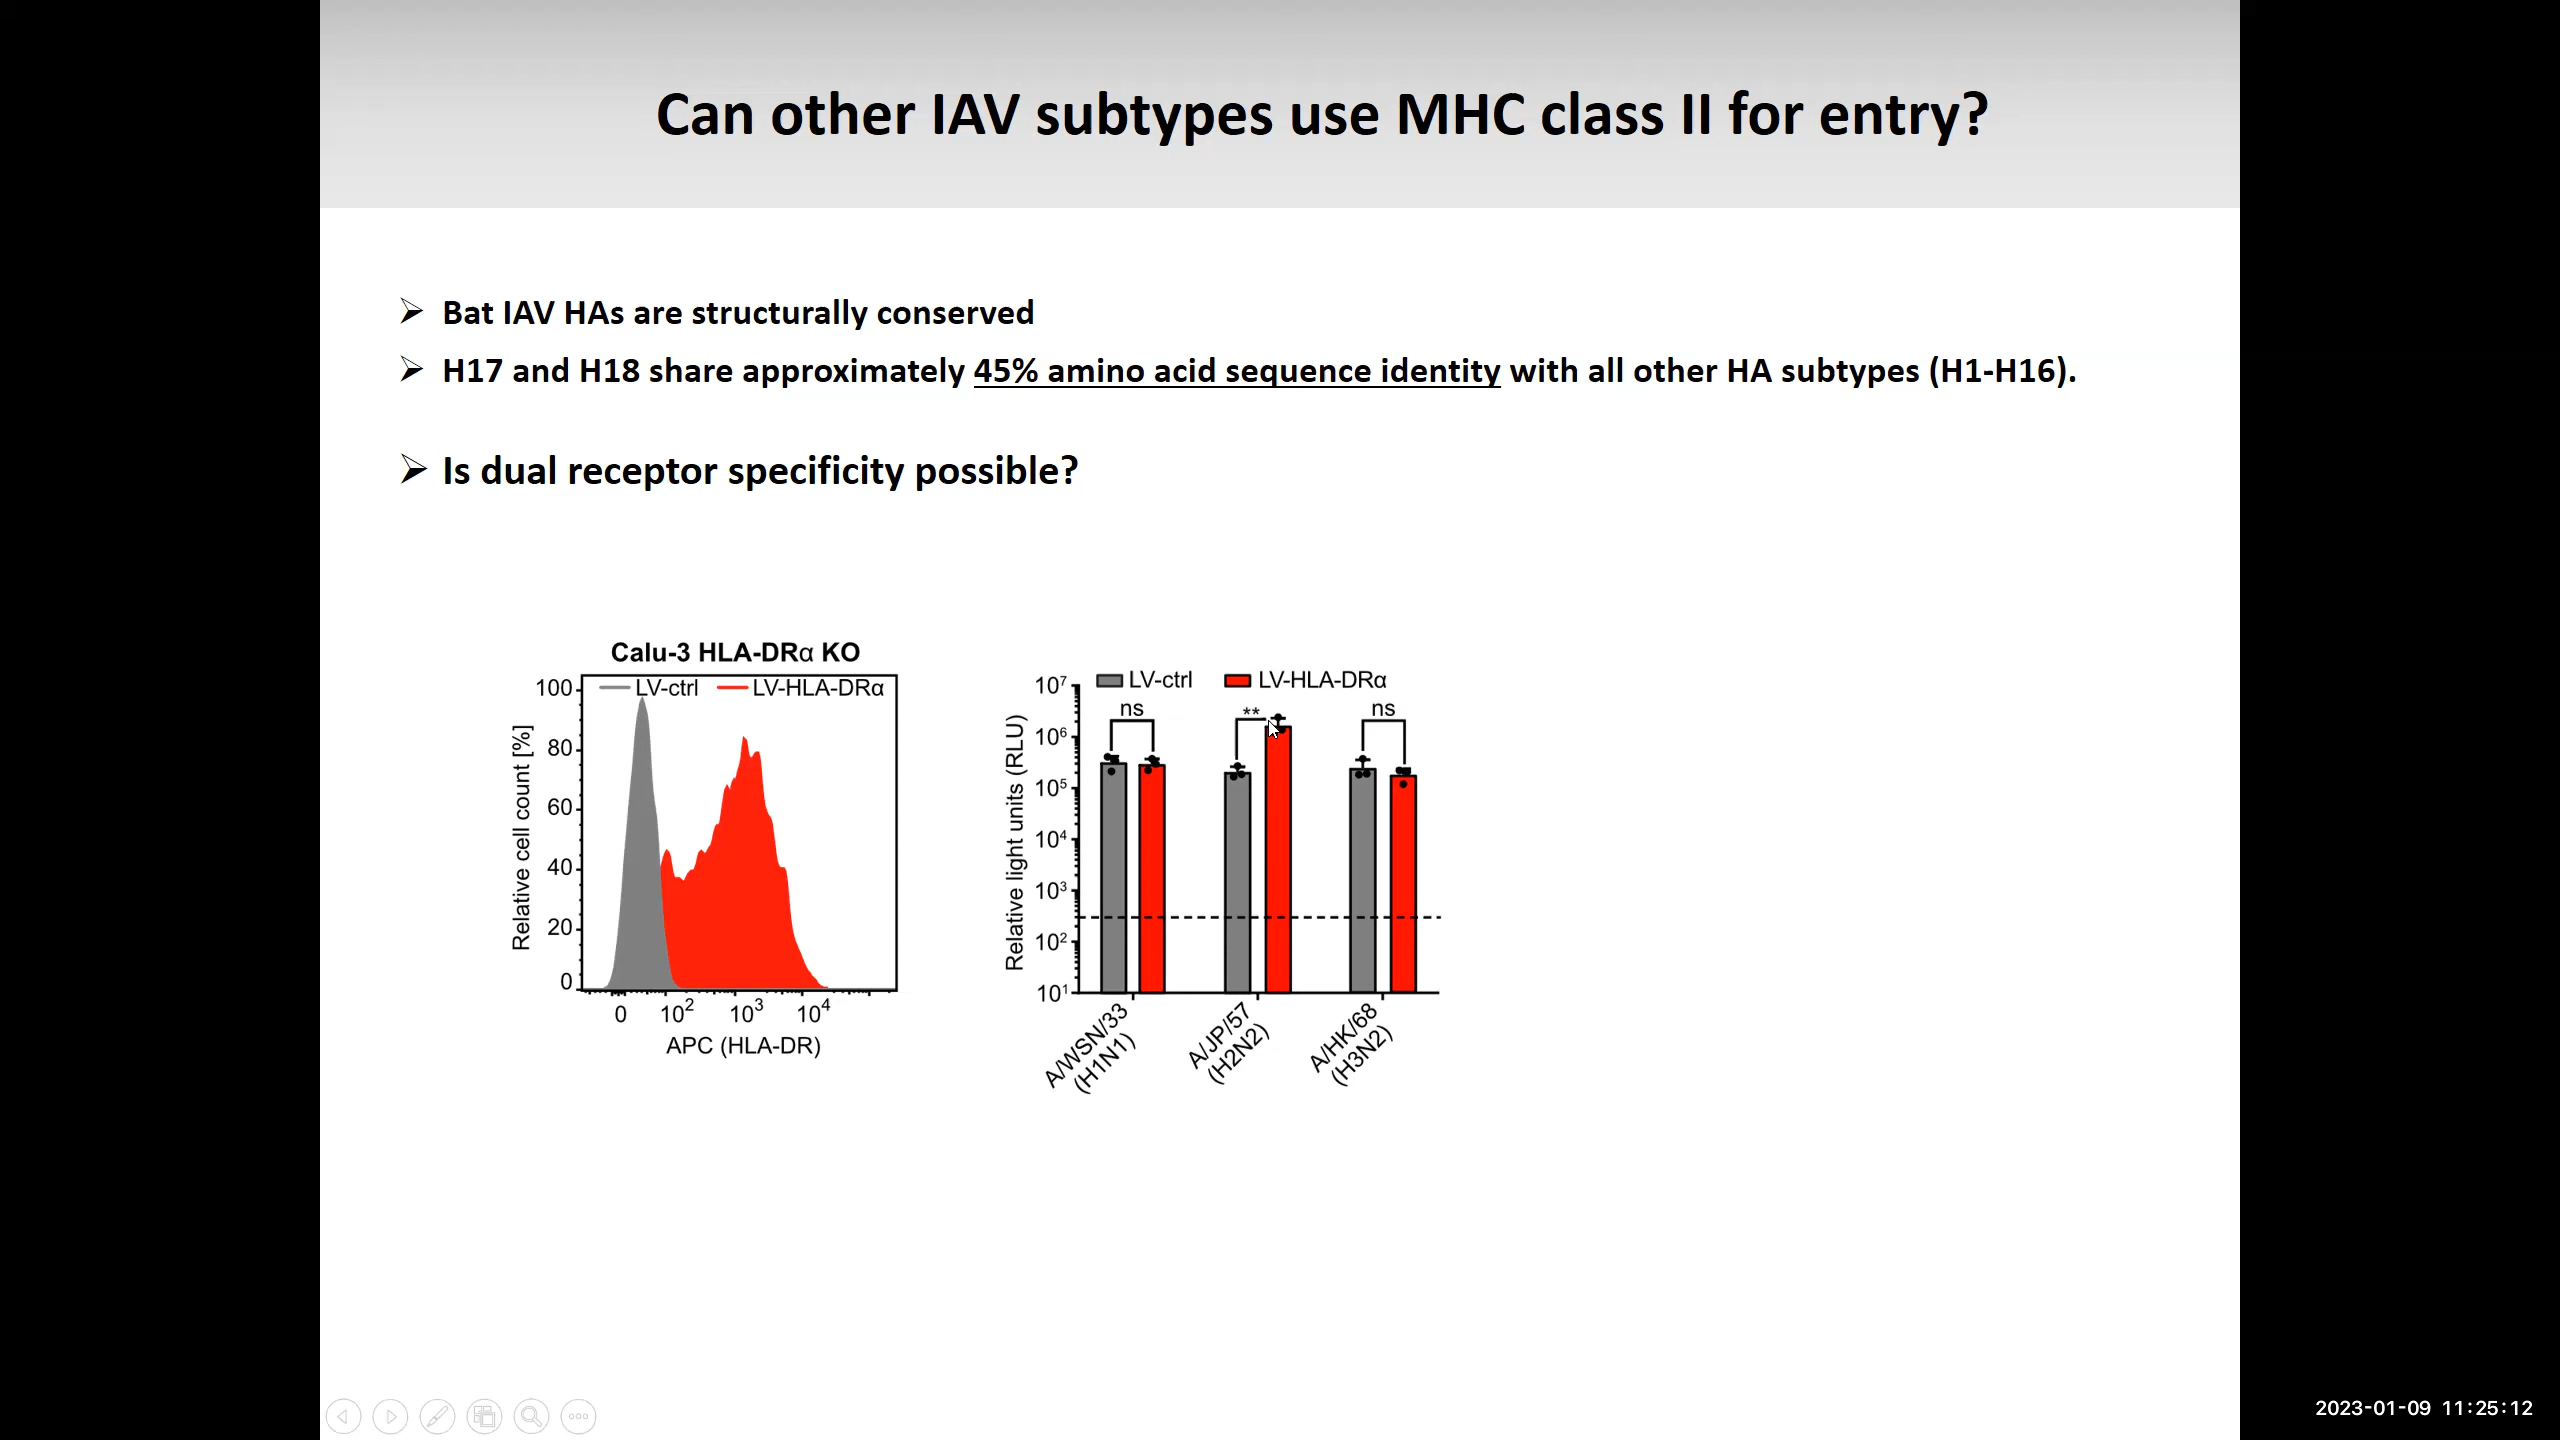 Can other IAV subtypes use MHC class II for entry?
➢ Bat IAV HAs are structurally conserved
➢ H17 and H18 share approximately 45% amino acid sequence identity with all other HA subtypes (H1-H16).
➢ Is dual receptor specificity possible?
Calu-3 HLA-DRα KO
LV-ctrl LV-HLA-DRα
Relative cell count [%]
100
80
60
40
20
0
0 10² 10³ 10⁴
APC (HLA-DR)
LV-ctrl LV-HLA-DRα
Relative light units (RLU)
10⁷
10⁶
10⁵
10⁴
10³
10²
10¹
ns ** ns
A/WSN/33
(H1N1)
A/JP/57
(H2N2)
A/HK/68
(H3N2)
2023-01-09 11:25:12